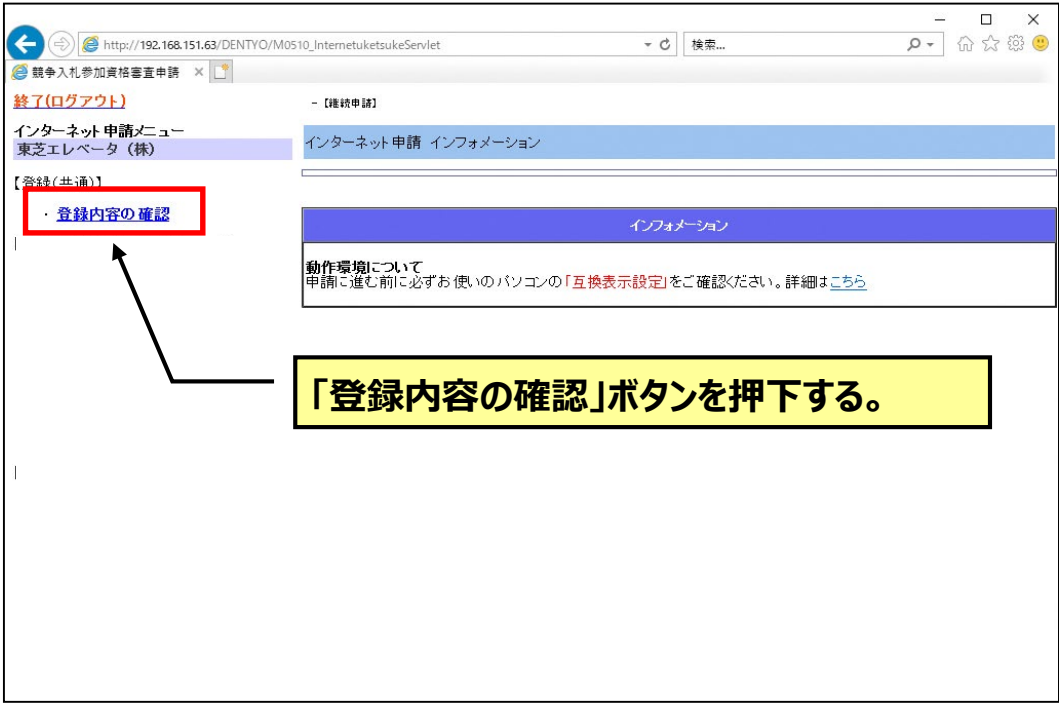 http://192.168.151.63/DENTYO/M0510_InternetuketsukeServlet
検索...
競争入札参加資格審査申請
終了(ログアウト)
-【継続申請】
インターネット申請メニュー
東芝エレベータ（株）
インターネット申請 インフォメーション
【登録(共通)】
・登録内容の確認
インフォメーション
動作環境について
申請に進む前に必ずお使いのパソコンの「互換表示設定」をご確認ください。詳細はこちら
「登録内容の確認」ボタンを押下する。